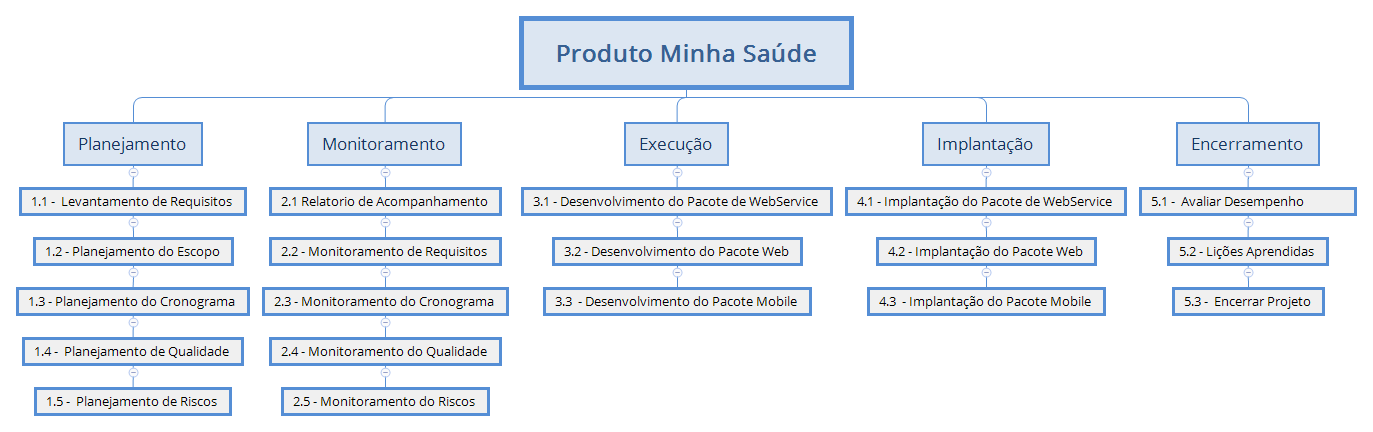 Produto Minha Saúde
Planejamento
1.1 - Levantamento de Requisitos
1.2 - Planejamento do Escopo
1.3 - Planejamento do Cronograma
1.4 - Planejamento de Qualidade
1.5 - Planejamento de Riscos
Monitoramento
2.1 Relatorio de Acompanhamento
2.2 - Monitoramento de Requisitos
2.3 - Monitoramento do Cronograma
2.4 - Monitoramento do Qualidade
2.5 - Monitoramento do Riscos
Execução
3.1 - Desenvolvimento do Pacote de WebService
3.2 - Desenvolvimento do Pacote Web
3.3 - Desenvolvimento do Pacote Mobile
Implantação
4.1 - Implantação do Pacote de WebService
4.2 - Implantação do Pacote Web
4.3 - Implantação do Pacote Mobile
Encerramento
5.1 - Avaliar Desempenho
5.2 - Lições Aprendidas
5.3 - Encerrar Projeto